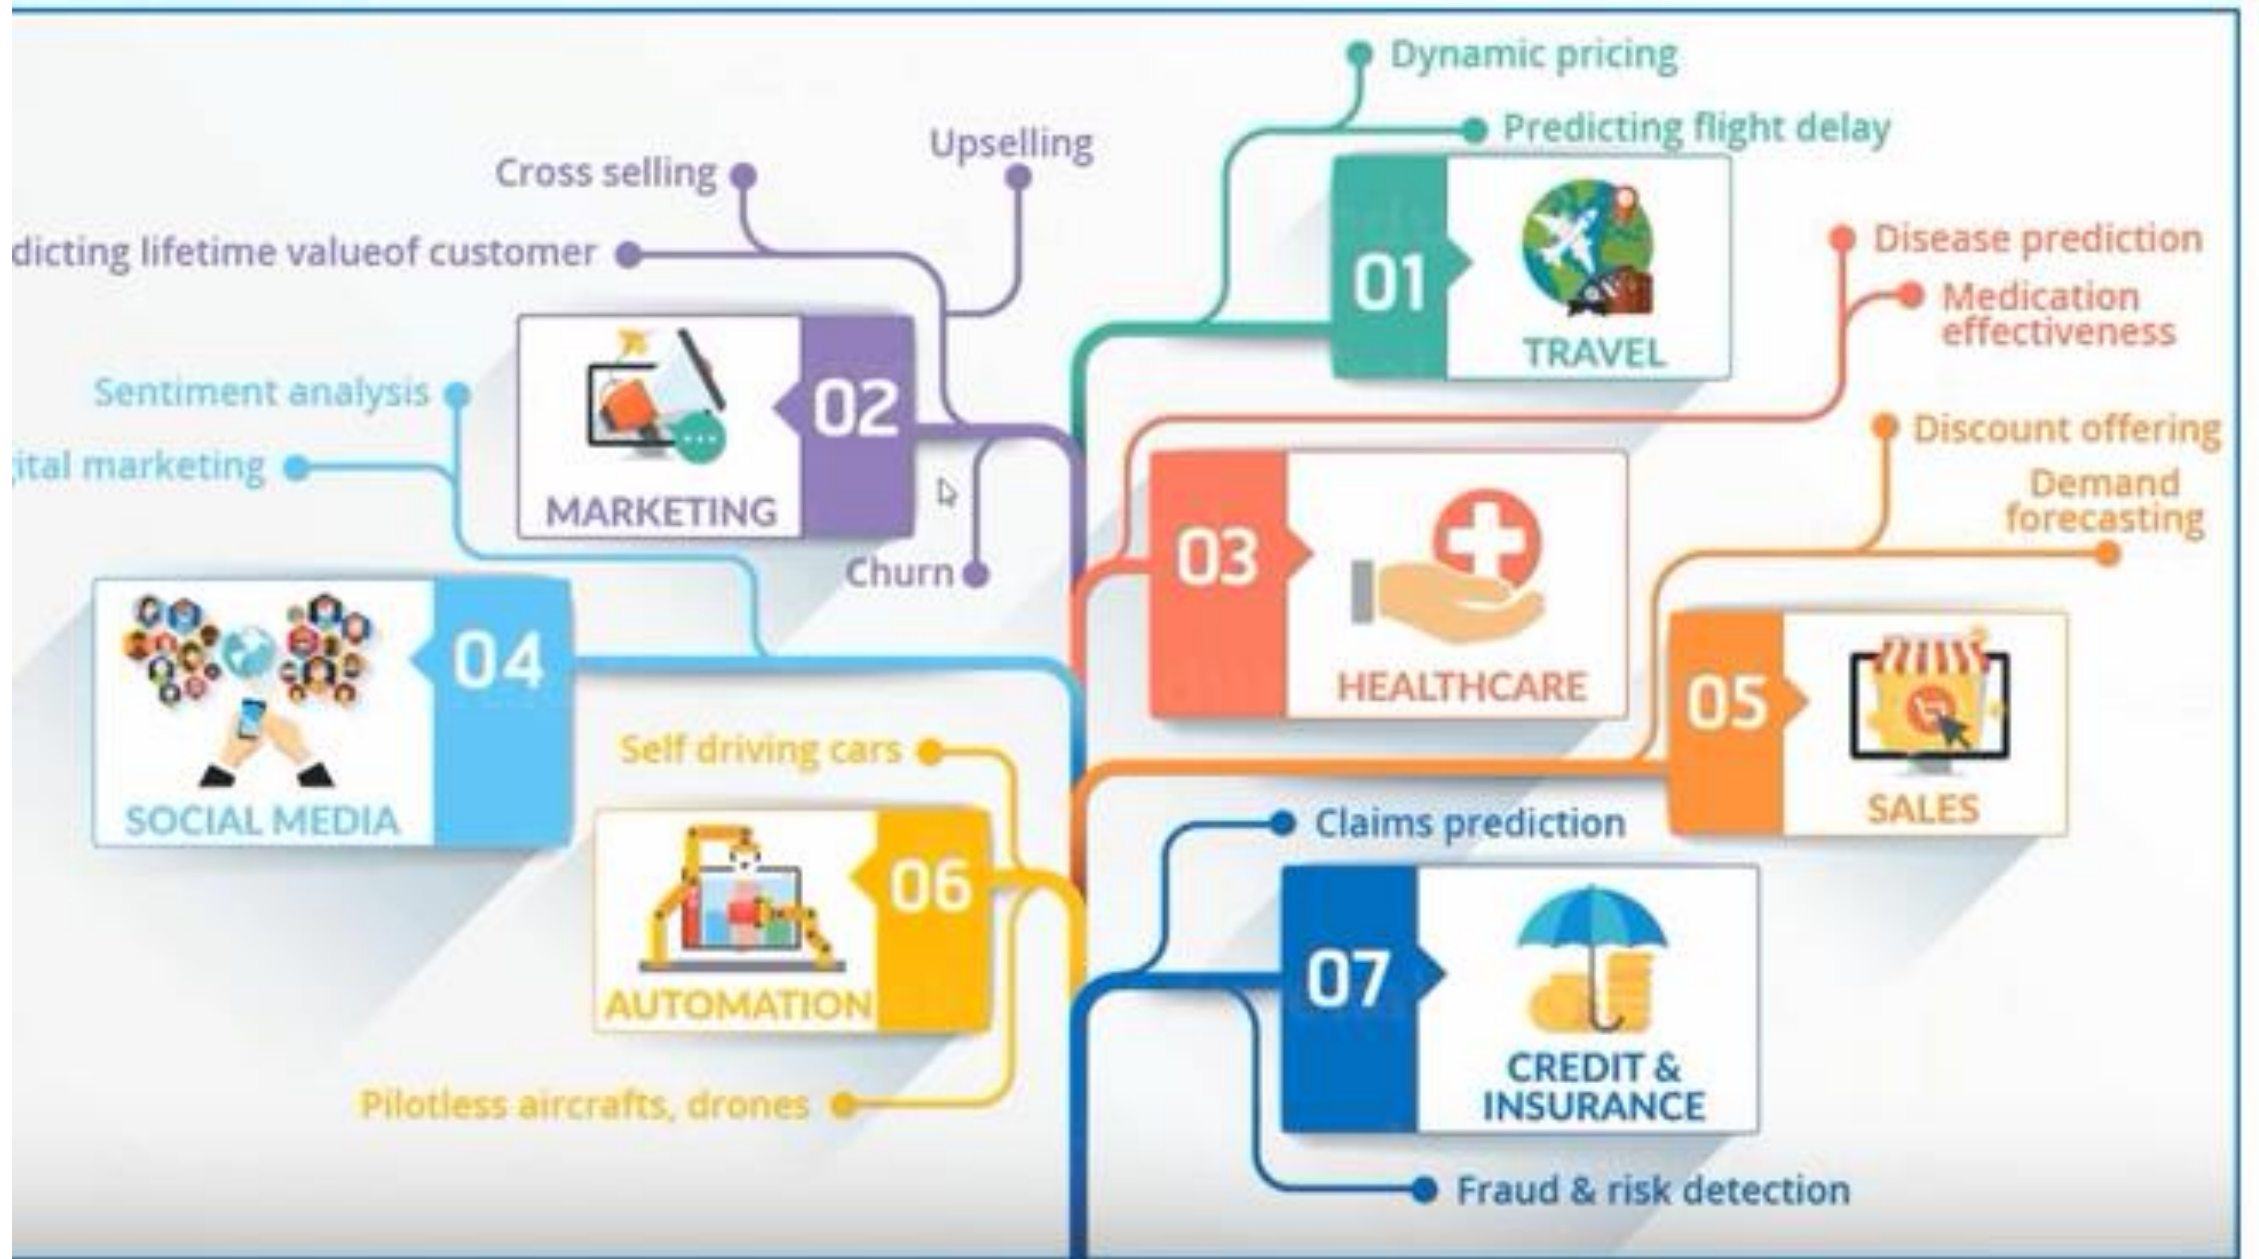 Dynamic pricing
Predicting flight delay
01
TRAVEL
Upselling
Cross selling
dicting lifetime valueof customer
02
MARKETING
Churn
Disease prediction
Medication
effectiveness
03
HEALTHCARE
Sentiment analysis
ital marketing
04
SOCIAL MEDIA
Discount offering
Demand
forecasting
05
SALES
Self driving cars
06
AUTOMATION
Pilotless aircrafts, drones
Claims prediction
07
CREDIT &
INSURANCE
Fraud & risk detection